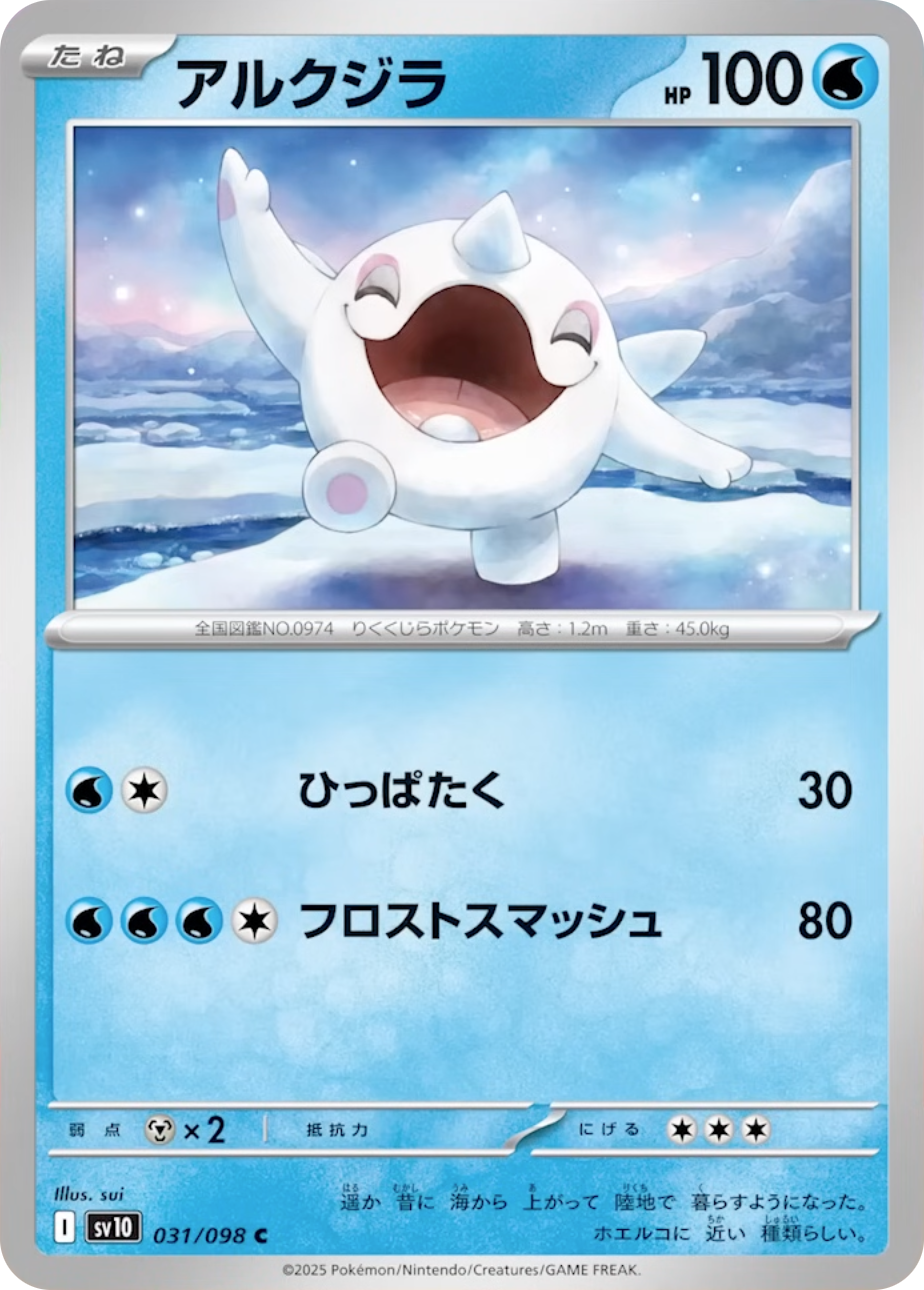 たね
アルクジラ
HP 100
全国図鑑NO.0974 りくくじらポケモン 高さ:1.2m 重さ:45.0kg
ひっぱたく 30
フロストスマッシュ 80
弱点 ×2 抵抗力 にげる
Illus. sui
遥か 昔に 海から 上がって 陸地で 暮らすようになった。
ホエルコに 近い 種類らしい。
I sv10 031/098 C
©2025 Pokémon/Nintendo/Creatures/GAME FREAK.